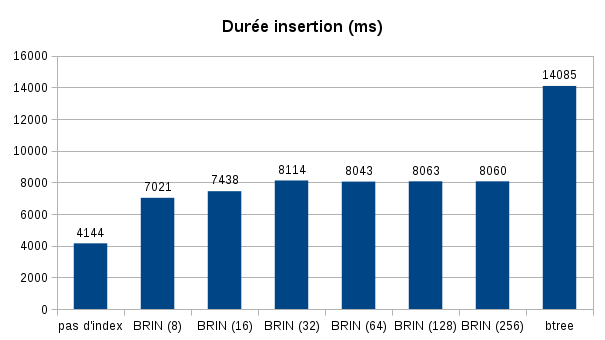 Durée insertion (ms)
16000
14000
12000
10000
8000
6000
4000
2000
0
4144
7021
7438
8114
8043
8063
8060
14085
pas d'index
BRIN (8)
BRIN (16)
BRIN (32)
BRIN (64)
BRIN (128)
BRIN (256)
btree